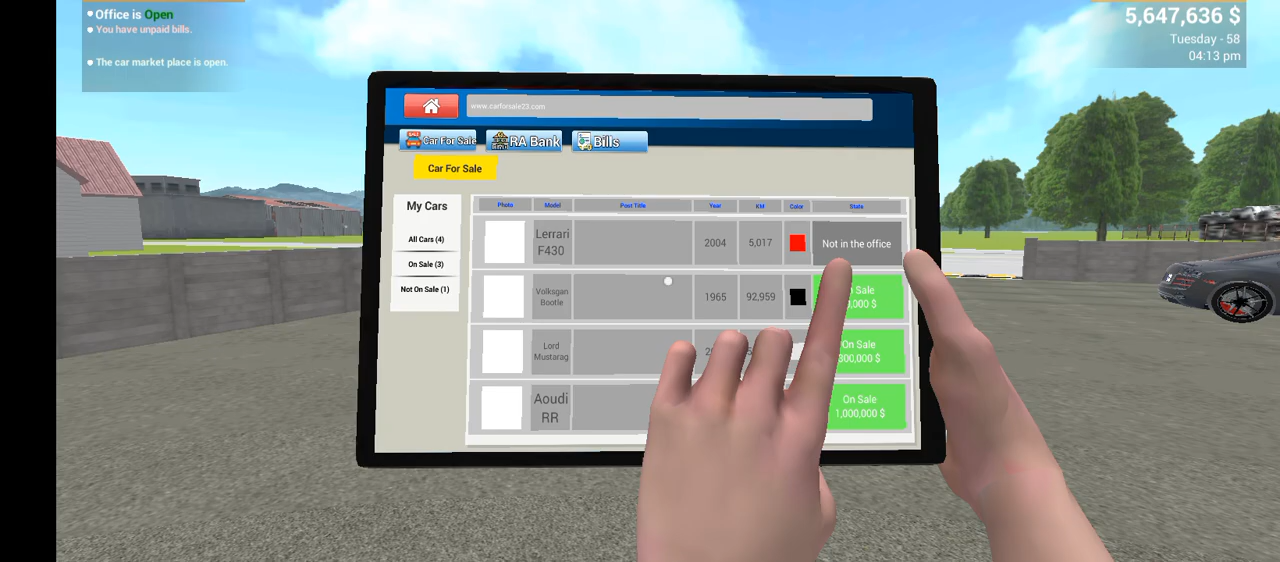 Office is Open
You have unpaid bills.
The car market place is open.
5,647,636 $
Tuesday - 58
04:13 pm
www.carforsale23.com
Car For Sale
RA Bank
Bills
Car For Sale
My Cars
All Cars (4)
On Sale (3)
Not On Sale (1)
Photo Model Post Title Year KM Color State
Lerrari F430 2004 5,017 Not in the office
Volksgan Bootle 1965 92,959 Sale
Lord Mustarag On Sale 300,000 $
Aoudi RR On Sale 1,000,000 $